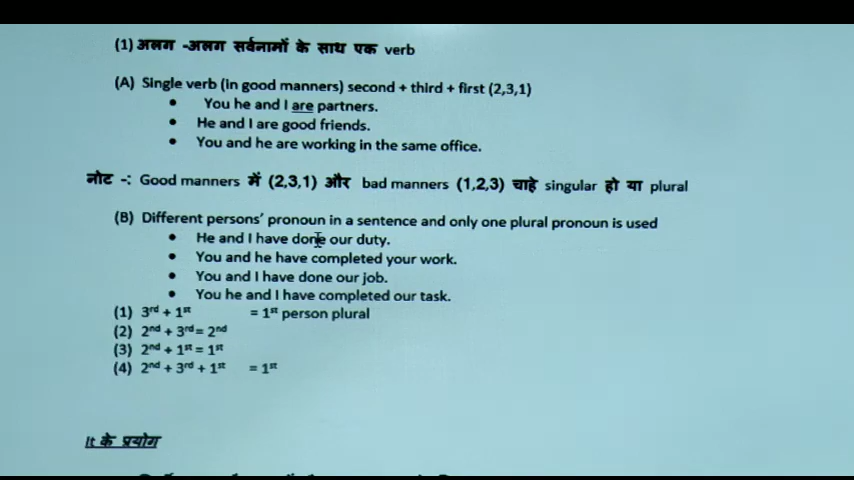 (1) अलग -अलग सर्वनामों के साथ एक verb
(A) Single verb (in good manners) second + third + first (2,3,1)
• You he and I are partners.
• He and I are good friends.
• You and he are working in the same office.
नोट -: Good manners में (2,3,1) और bad manners (1,2,3) चाहे singular हो या plural
(B) Different persons' pronoun in a sentence and only one plural pronoun is used
• He and I have done our duty.
• You and he have completed your work.
• You and I have done our job.
• You he and I have completed our task.
(1) 3rd + 1st = 1st person plural
(2) 2nd + 3rd = 2nd
(3) 2nd + 1st = 1st
(4) 2nd + 3rd + 1st = 1st
It के प्रयोग